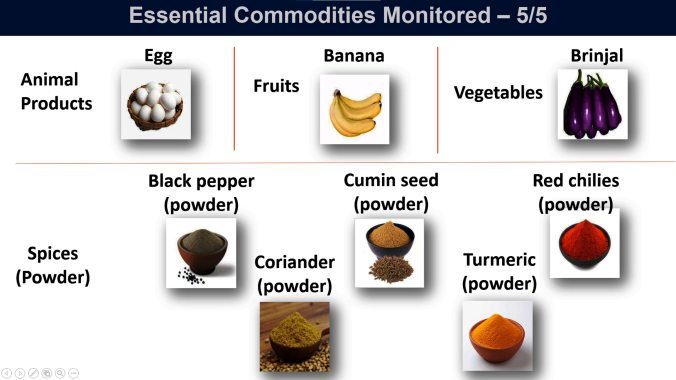 Essential Commodities Monitored – 5/5
Animal
Products
Egg
Fruits
Banana
Vegetables
Brinjal
Spices
(Powder)
Black pepper
(powder)
Coriander
(powder)
Cumin seed
(powder)
Turmeric
(powder)
Red chilies
(powder)